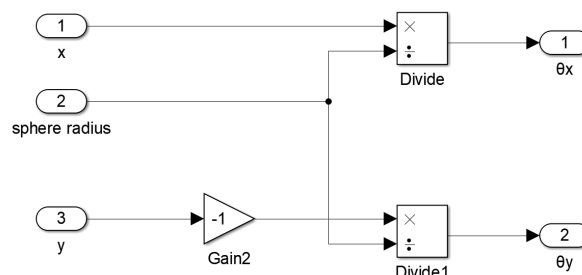 1
x
×
÷
Divide
1
θx
2
sphere radius
3
y
-1
Gain2
×
÷
Divide1
2
θy